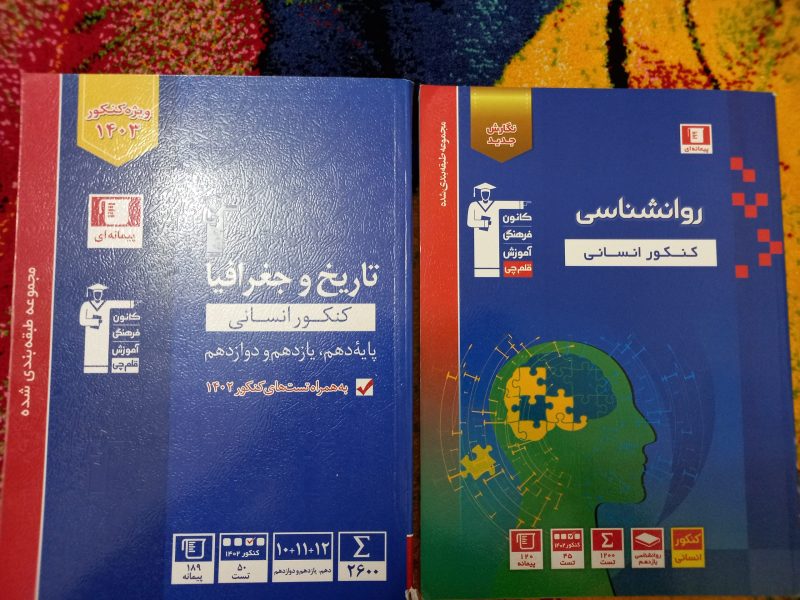 ویژه کنکور
۱۴۰۳
پیمانه‌ای
مجموعه طبقه‌بندی شده
کانون
فرهنگی
آموزش
قلم‌چی
تاریخ و جغرافیا
کنکور انسانی
پایهٔ دهم، یازدهم و دوازدهم
به همراه تست‌های کنکور ۱۴۰۲
۱۸۹
پیمانه
کنکور ۱۴۰۲
۵۰
تست
۱۰+۱۱+۱۲
دهم، یازدهم و دوازدهم
Σ
۲۶۰۰
نگارش
جدید
پیمانه‌ای
مجموعه طبقه‌بندی شده
کانون
فرهنگی
آموزش
قلم‌چی
روانشناسی
کنکور انسانی
۱۲۰
پیمانه
کنکور ۱۴۰۲
۴۵
تست
Σ
۱۲۰۰
تست
روانشناسی
یازدهم
کنکور
انسانی